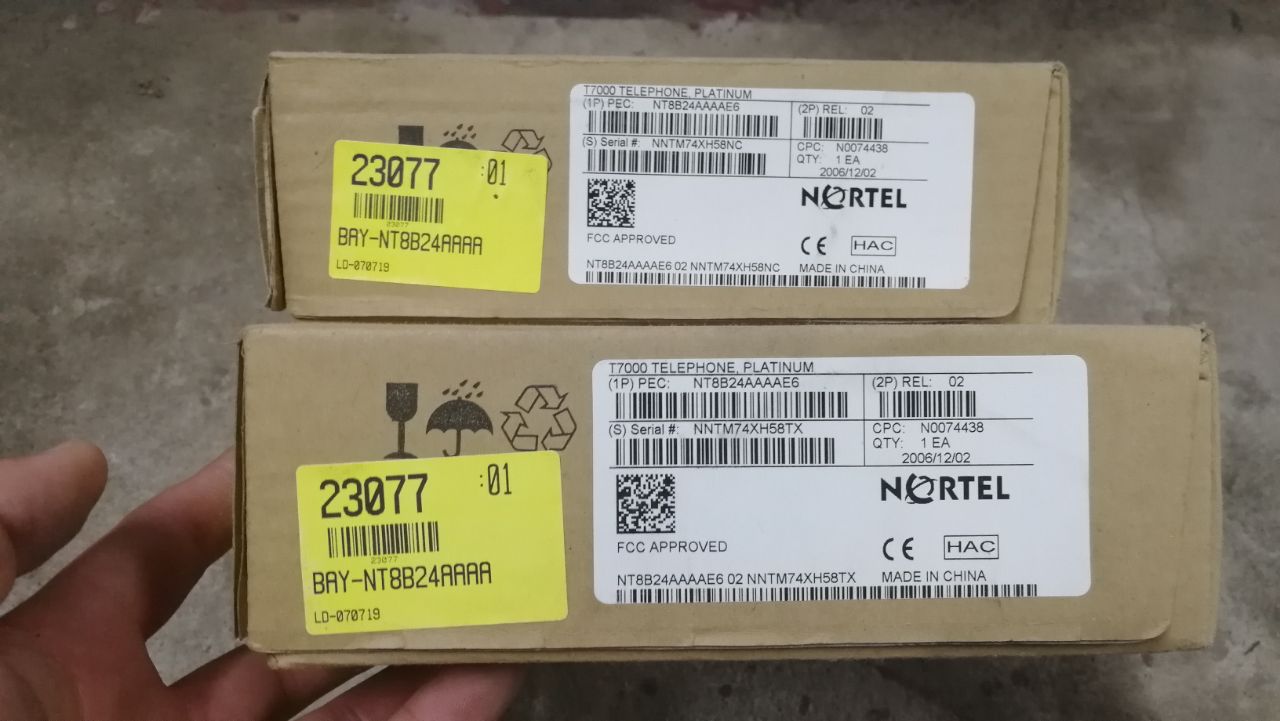 23077 :01
23077
BAY-NT8B24AAAA
LD-070719
T7000 TELEPHONE, PLATINUM
(1P) PEC: NT8B24AAAAE6
(2P) REL: 02
(S) Serial #: NNTM74XH58NC
CPC: N0074438
QTY: 1 EA
2006/12/02
NORTEL
FCC APPROVED
CE HAC
NT8B24AAAAE6 02 NNTM74XH58NC MADE IN CHINA
23077 :01
23077
BAY-NT8B24AAAA
LD-070719
T7000 TELEPHONE, PLATINUM
(1P) PEC: NT8B24AAAAE6
(2P) REL: 02
(S) Serial #: NNTM74XH58TX
CPC: N0074438
QTY: 1 EA
2006/12/02
NORTEL
FCC APPROVED
CE HAC
NT8B24AAAAE6 02 NNTM74XH58TX MADE IN CHINA